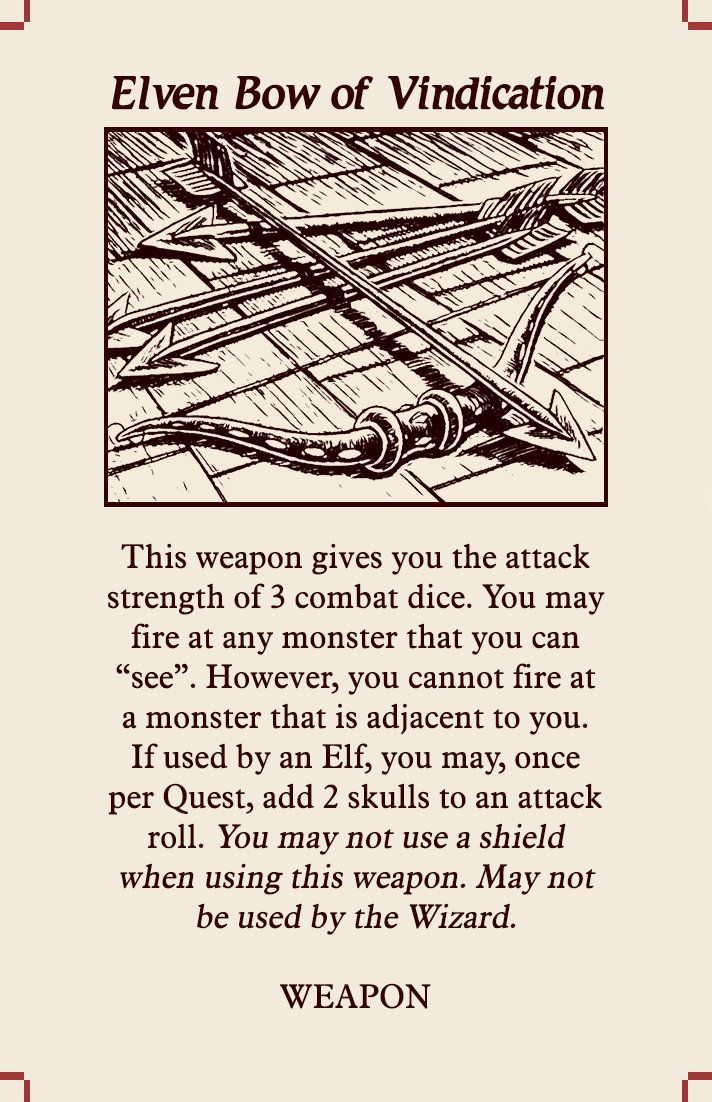 Elven Bow of Vindication
This weapon gives you the attack
strength of 3 combat dice. You may
fire at any monster that you can
“see”. However, you cannot fire at
a monster that is adjacent to you.
If used by an Elf, you may, once
per Quest, add 2 skulls to an attack
roll. You may not use a shield
when using this weapon. May not
be used by the Wizard.
WEAPON